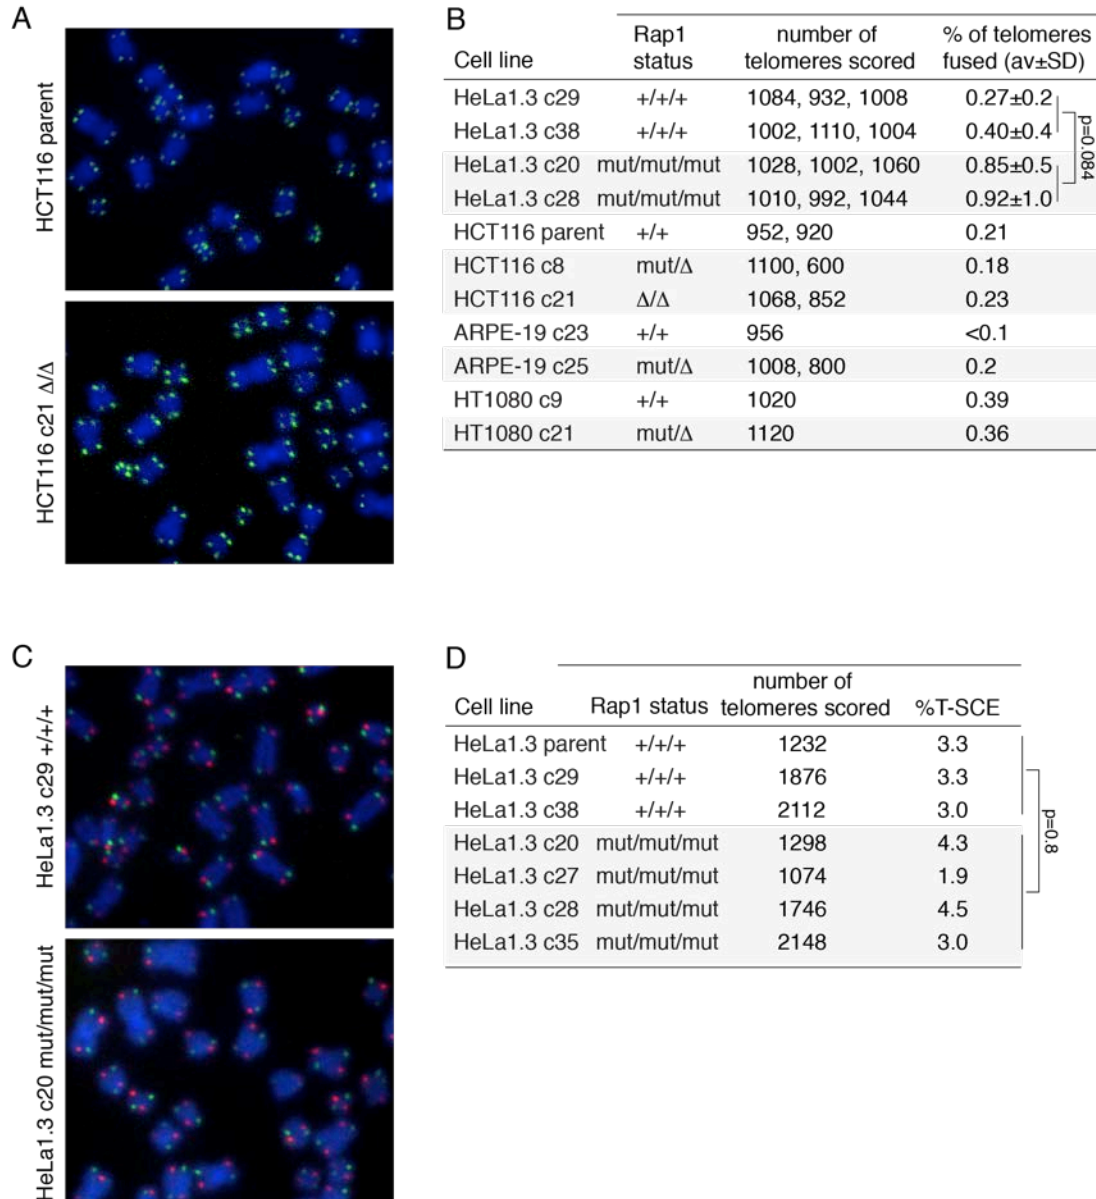 A
HCT116 parent
HCT116 c21 Δ/Δ
B
Cell line Rap1 status number of telomeres scored % of telomeres fused (av±SD)
HeLa1.3 c29 +/+/+ 1084, 932, 1008 0.27±0.2
HeLa1.3 c38 +/+/+ 1002, 1110, 1004 0.40±0.4
HeLa1.3 c20 mut/mut/mut 1028, 1002, 1060 0.85±0.5
HeLa1.3 c28 mut/mut/mut 1010, 992, 1044 0.92±1.0
p=0.084
HCT116 parent +/+ 952, 920 0.21
HCT116 c8 mut/Δ 1100, 600 0.18
HCT116 c21 Δ/Δ 1068, 852 0.23
ARPE-19 c23 +/+ 956 <0.1
ARPE-19 c25 mut/Δ 1008, 800 0.2
HT1080 c9 +/+ 1020 0.39
HT1080 c21 mut/Δ 1120 0.36
C
HeLa1.3 c29 +/+/+
HeLa1.3 c20 mut/mut/mut
D
Cell line Rap1 status number of telomeres scored %T-SCE
HeLa1.3 parent +/+/+ 1232 3.3
HeLa1.3 c29 +/+/+ 1876 3.3
HeLa1.3 c38 +/+/+ 2112 3.0
HeLa1.3 c20 mut/mut/mut 1298 4.3
HeLa1.3 c27 mut/mut/mut 1074 1.9
HeLa1.3 c28 mut/mut/mut 1746 4.5
HeLa1.3 c35 mut/mut/mut 2148 3.0
p=0.8